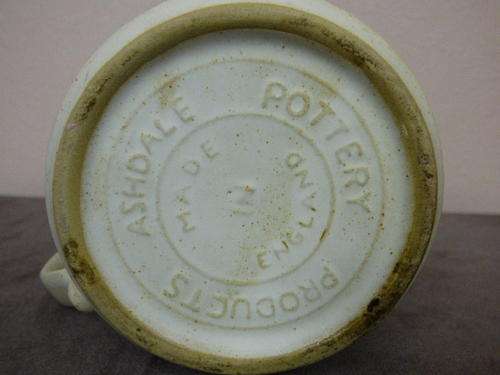 ASHDALE POTTERY PRODUCTS
MADE
IN
ENGLAND